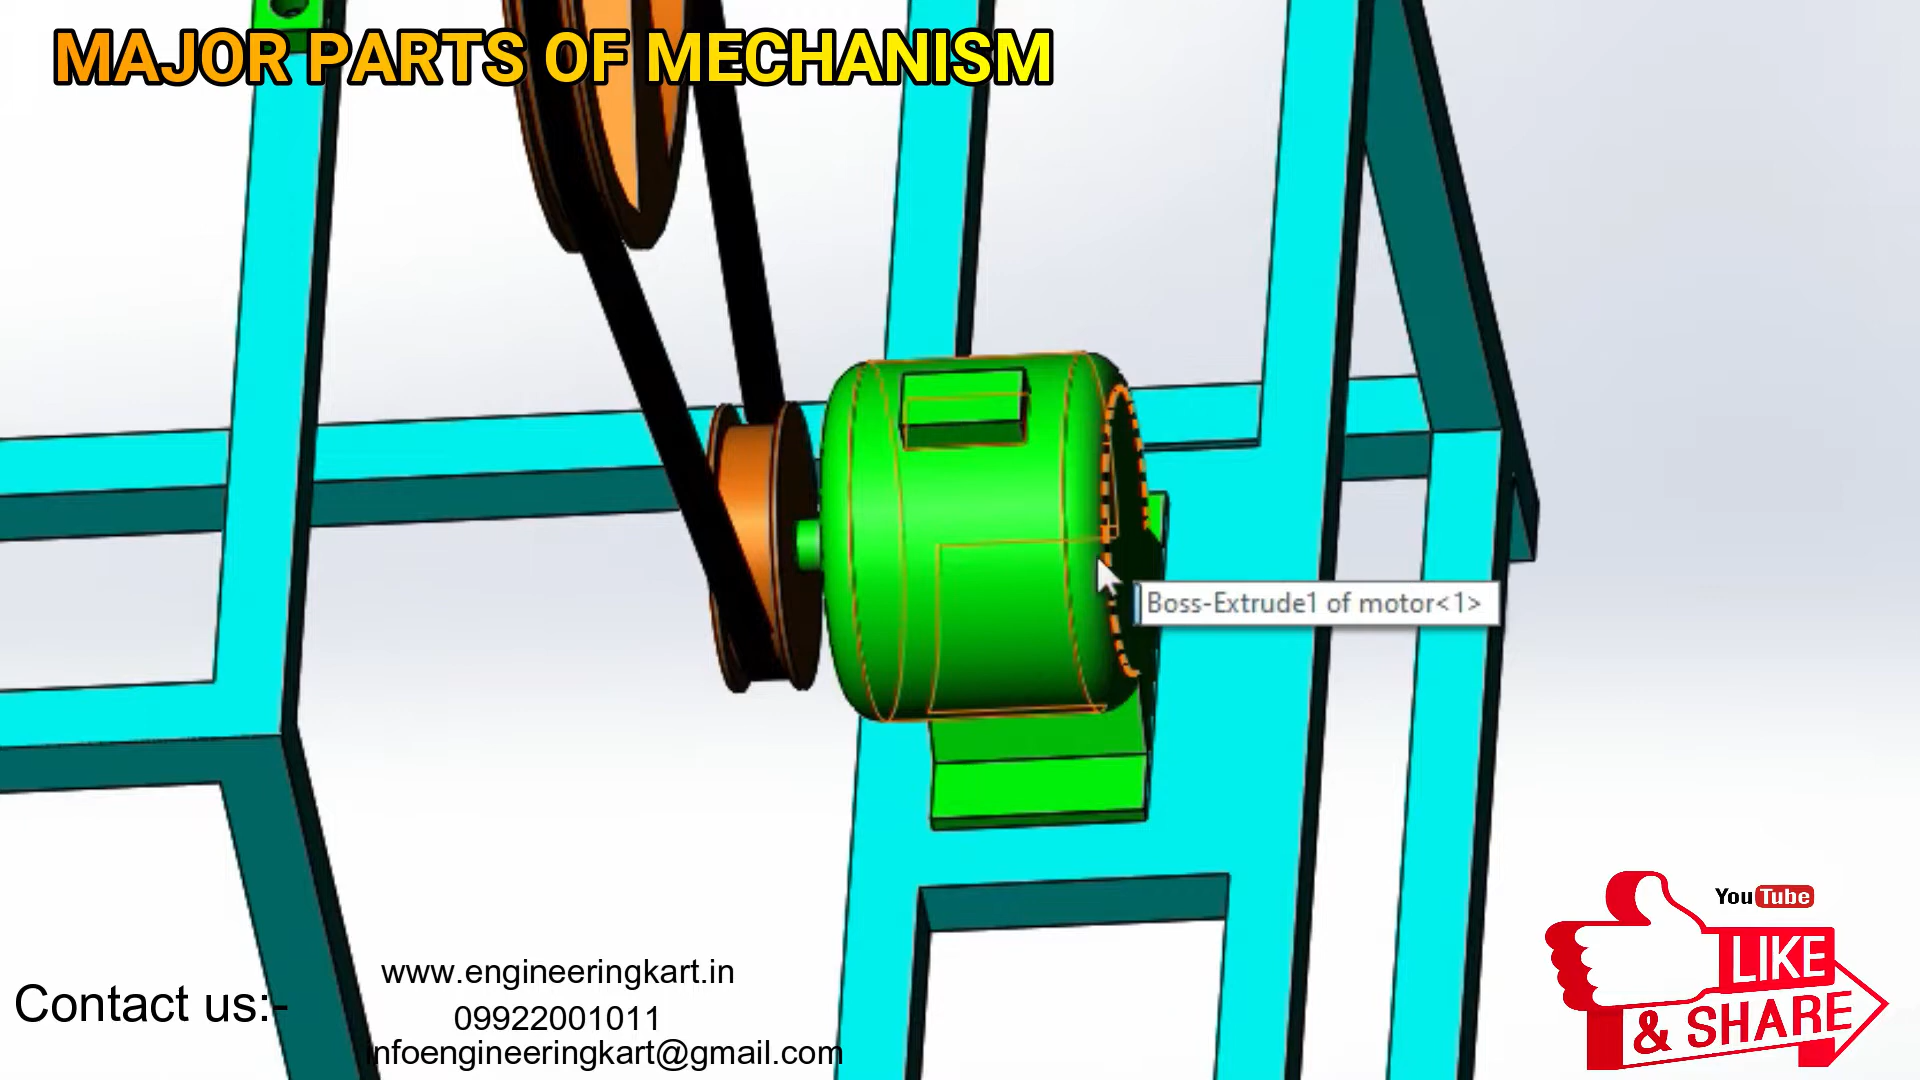 MAJOR PARTS OF MECHANISM
Boss-Extrude1 of motor<1>
YouTube
LIKE
& SHARE
Contact us:-
www.engineeringkart.in
09922001011
infoengineeringkart@gmail.com